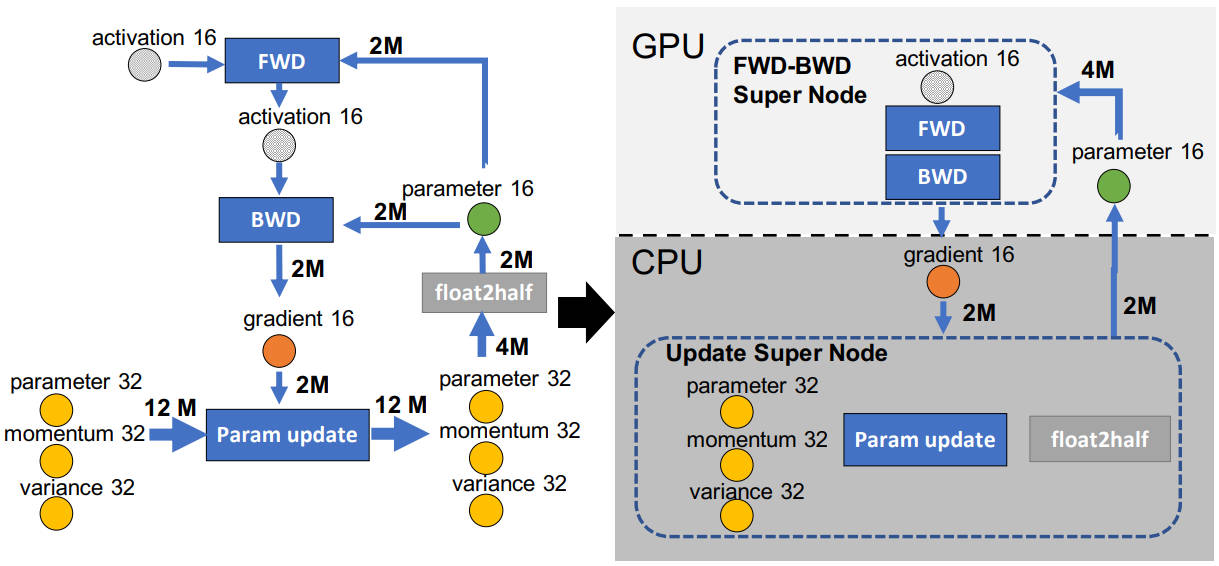 activation 16
2M
FWD
activation 16
parameter 16
2M
BWD
2M
2M
float2half
gradient 16
4M
2M
parameter 32
momentum 32
variance 32
12 M
Param update
12 M
parameter 32
momentum 32
variance 32
GPU
FWD-BWD
Super Node
activation 16
FWD
BWD
4M
parameter 16
CPU
gradient 16
2M
2M
Update Super Node
parameter 32
momentum 32
variance 32
Param update
float2half